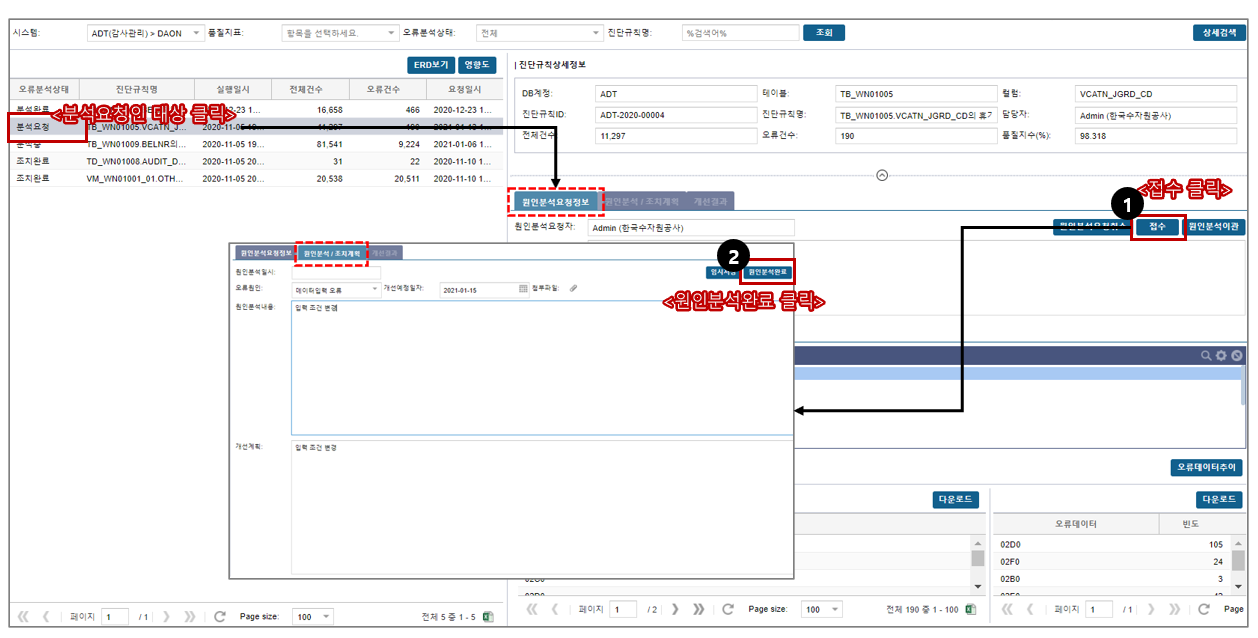 시스템: ADT(감사관리) > DAON 품질지표: 항목을 선택하세요. 오류분석상태: 전체 진단규칙명: %검색어% 조회 상세검색
ERD보기 영향도
오류분석상태 진단규칙명 실행일시 전체건수 오류건수 요청일시
분석완료 12-23 1... 16,658 466 2020-12-23 1...
<분석요청인 대상 클릭>
분석요청 TB_WN01005.VCATN_J... 2020-11-05 19... 11,297
TB_WN01009.BELNR의... 2020-11-05 19... 81,541 9,224 2021-01-06 1...
조치완료 TD_WN01008.AUDIT_D... 2020-11-05 20... 31 22 2020-11-10 1...
조치완료 VM_WN01001_01.OTH... 2020-11-05 20... 20,538 20,511 2020-11-10 1...
| 진단규칙상세정보
DB계정: ADT 테이블: TB_WN01005 컬럼: VCATN_JGRD_CD
진단규칙ID: ADT-2020-00004 진단규칙명: TB_WN01005.VCATN_JGRD_CD의 휴가 담당자: Admin (한국수자원공사)
전체건수: 11,297 오류건수: 190 품질지수(%): 98.318
원인분석요청정보 원인분석 / 조치계획 개선결과
1
<접수 클릭>
원인분석요청자: Admin (한국수자원공사) 원인분석요청취소 접수 원인분석이관
원인분석요청정보 원인분석 / 조치계획 개선결과
2
원인분석일시: 임시저장 원인분석완료
오류원인: 데이터입력 오류 개선예정일자: 2021-01-15 첨부파일:
<원인분석완료 클릭>
원인분석내용: 입력 조건 변경
개선계획: 입력 조건 변경
오류데이터추이
다운로드 다운로드
오류데이터 빈도
02D0 105
02F0 24
02B0 3
페이지 1 / 1 Page size: 100 전체 5 중 1 - 5
페이지 1 / 2 Page size: 100 전체 190 중 1 - 100
페이지 1 / 1 Page